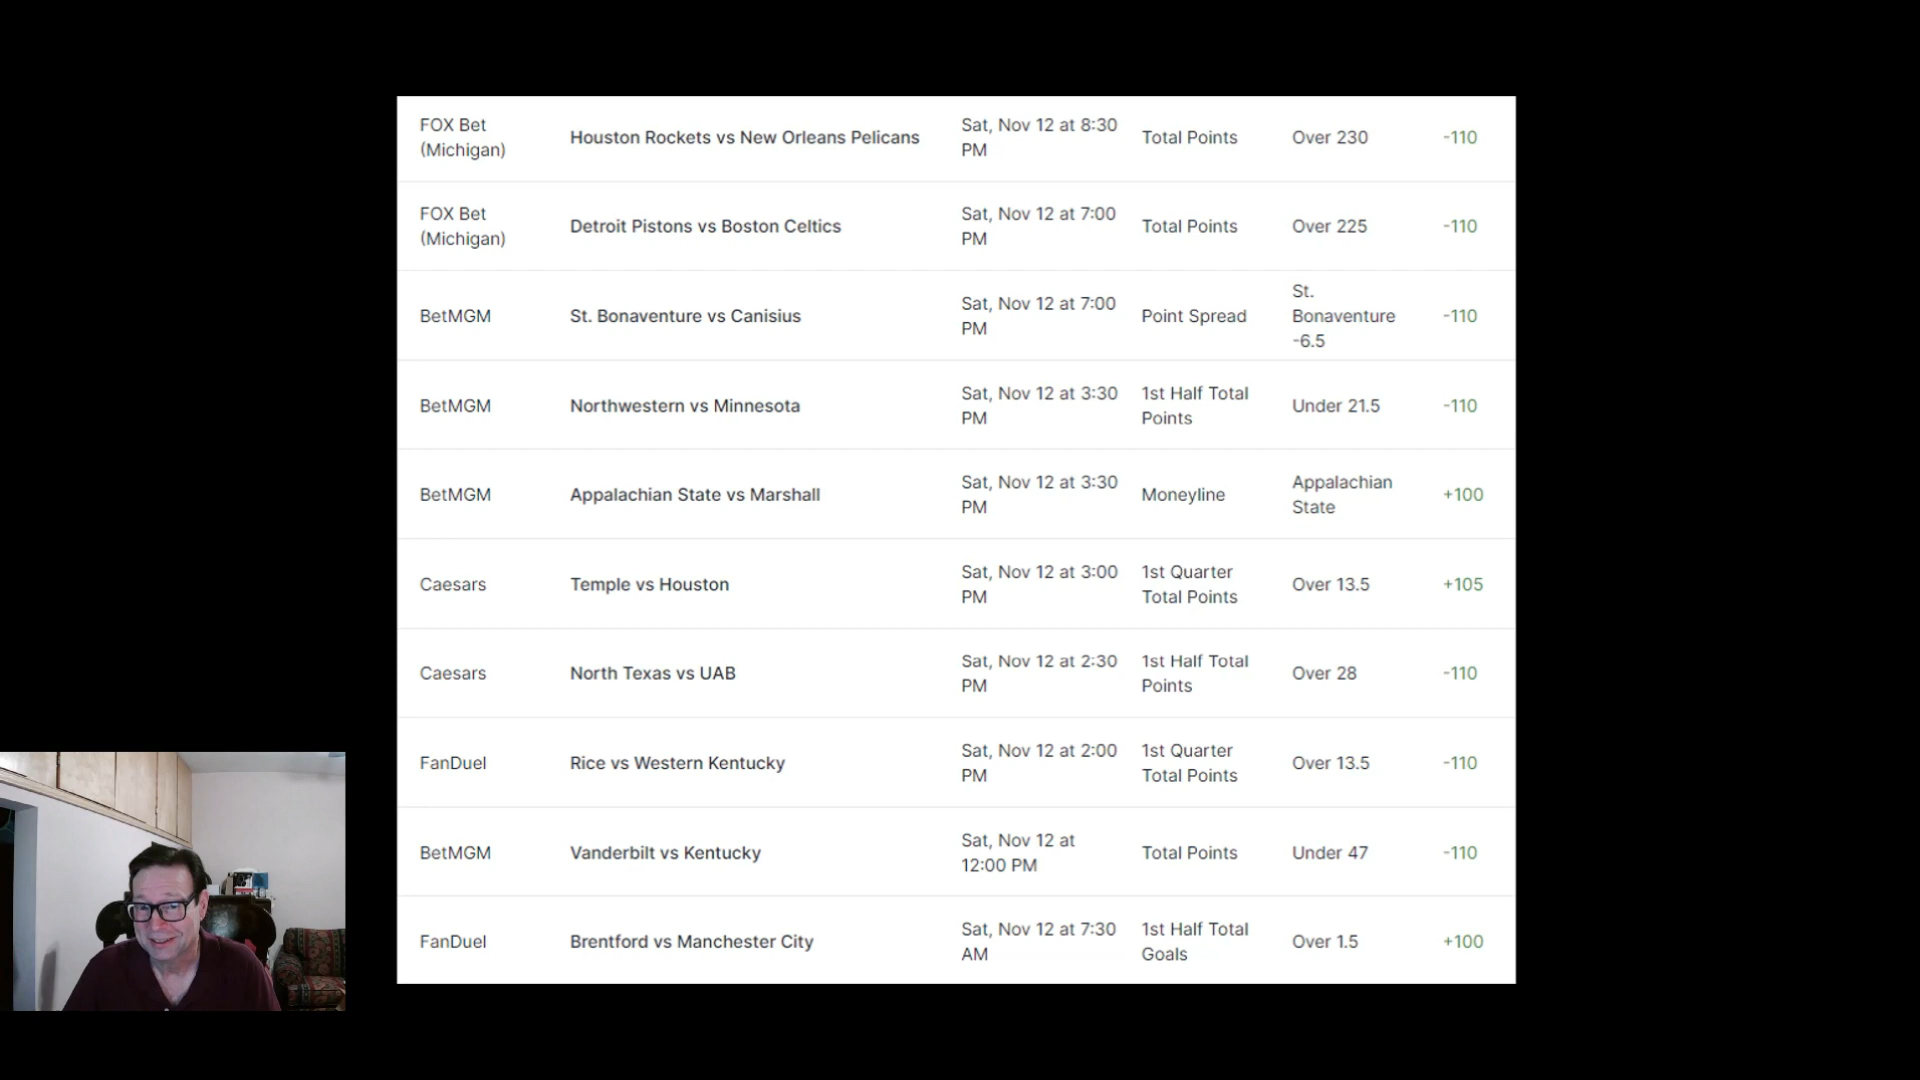 FOX Bet
(Michigan)
Houston Rockets vs New Orleans Pelicans
Sat, Nov 12 at 8:30
PM
Total Points
Over 230
-110
FOX Bet
(Michigan)
Detroit Pistons vs Boston Celtics
Sat, Nov 12 at 7:00
PM
Total Points
Over 225
-110
BetMGM
St. Bonaventure vs Canisius
Sat, Nov 12 at 7:00
PM
Point Spread
St.
Bonaventure
-6.5
-110
BetMGM
Northwestern vs Minnesota
Sat, Nov 12 at 3:30
PM
1st Half Total
Points
Under 21.5
-110
BetMGM
Appalachian State vs Marshall
Sat, Nov 12 at 3:30
PM
Moneyline
Appalachian
State
+100
Caesars
Temple vs Houston
Sat, Nov 12 at 3:00
PM
1st Quarter
Total Points
Over 13.5
+105
Caesars
North Texas vs UAB
Sat, Nov 12 at 2:30
PM
1st Half Total
Points
Over 28
-110
FanDuel
Rice vs Western Kentucky
Sat, Nov 12 at 2:00
PM
1st Quarter
Total Points
Over 13.5
-110
BetMGM
Vanderbilt vs Kentucky
Sat, Nov 12 at
12:00 PM
Total Points
Under 47
-110
FanDuel
Brentford vs Manchester City
Sat, Nov 12 at 7:30
AM
1st Half Total
Goals
Over 1.5
+100